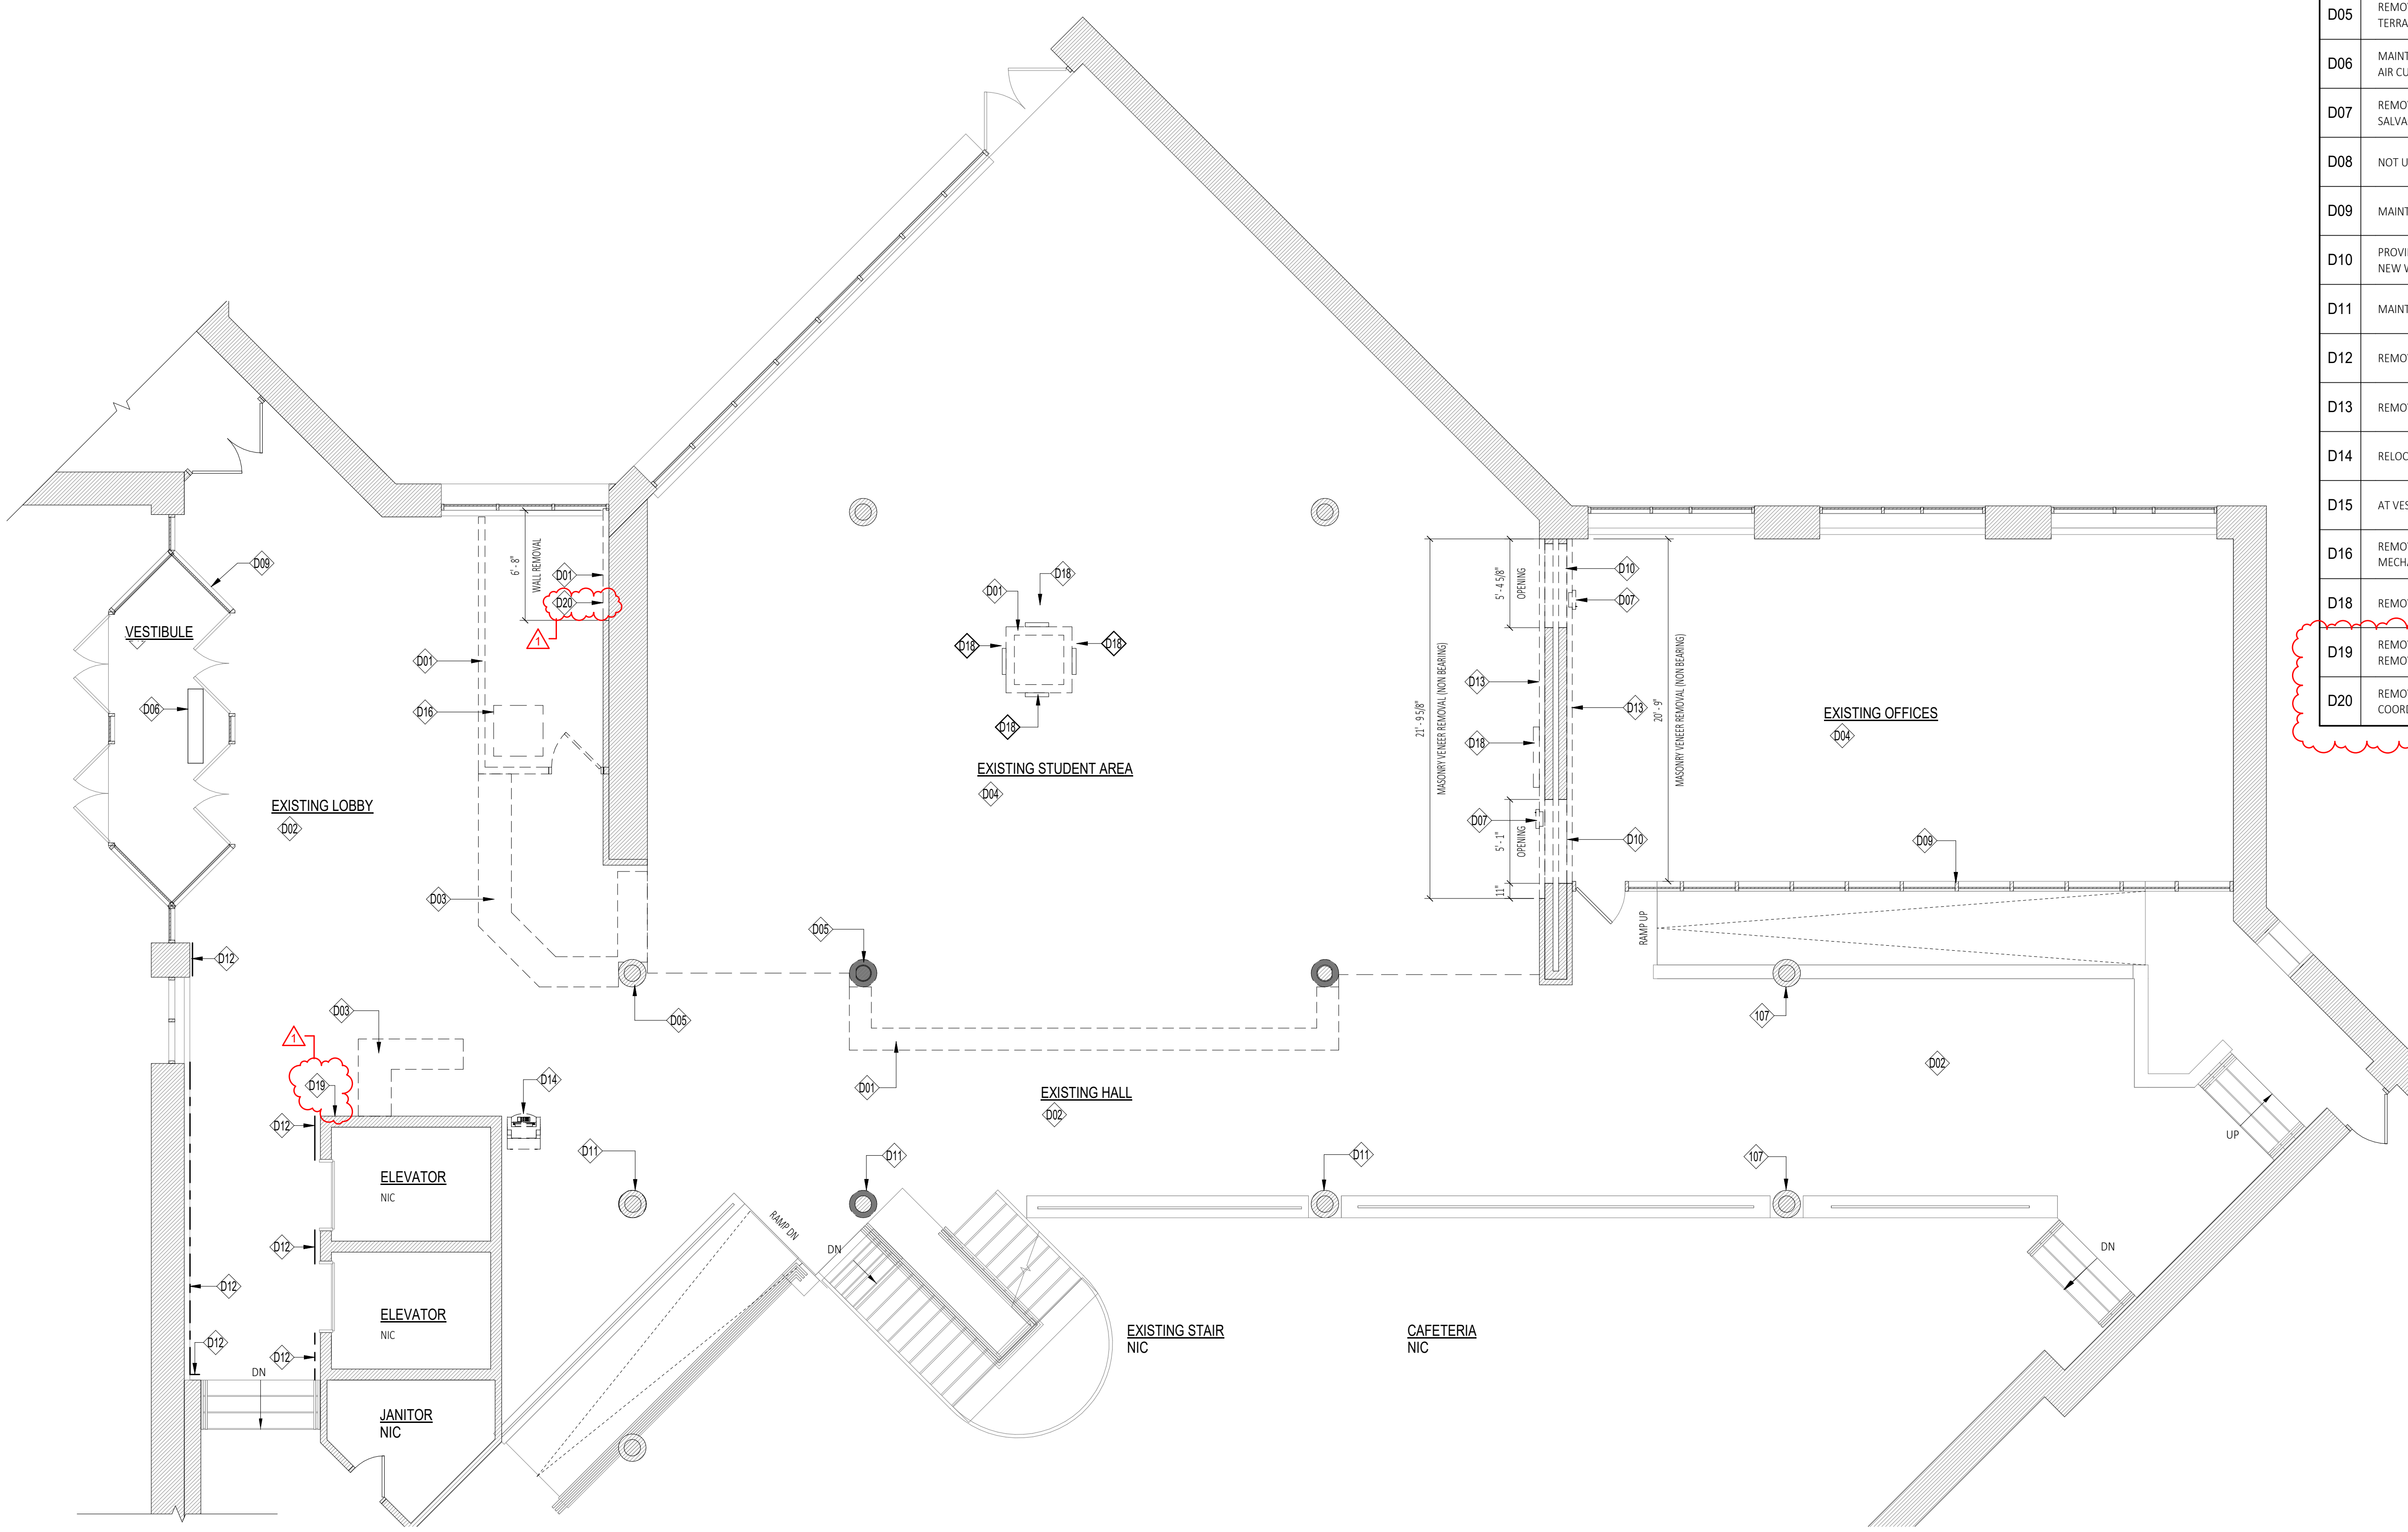 D05 REMO
TERRA
D06 MAINT
AIR CU
D07 REMO
SALVA
D08 NOT U
D09 MAINT
D10 PROVI
NEW
D11 MAINT
D12 REMO
D13 REMO
D14 RELOC
D15 AT VES
D16 REMO
MECHA
D18 REMO
D19 REMO
REMO
D20 REMO
COOR
D09
VESTIBULE
D06
6' - 8"
WALL REMOVAL
D01
D20
1
D01
D16
EXISTING LOBBY
D02
D03
D12
D01
D18
D18
D18
D18
EXISTING STUDENT AREA
D04
21' - 9 5/8"
MASONRY VENEER REMOVAL (NON BEARING)
5' - 4 5/8"
OPENING
D10
D07
D13
D13
D18
D07
D10
5' - 1"
OPENING
11"
20' - 9"
MASONRY VENEER REMOVAL (NON BEARING)
EXISTING OFFICES
D04
D09
RAMP UP
D05
D05
107
D02
D03
1
D19
D14
D01
EXISTING HALL
D02
D12
D11
D11
D11
107
UP
ELEVATOR
NIC
D12
D12
ELEVATOR
NIC
D12
D12
DN
JANITOR
NIC
RAMP DN
DN
EXISTING STAIR
NIC
CAFETERIA
NIC
DN